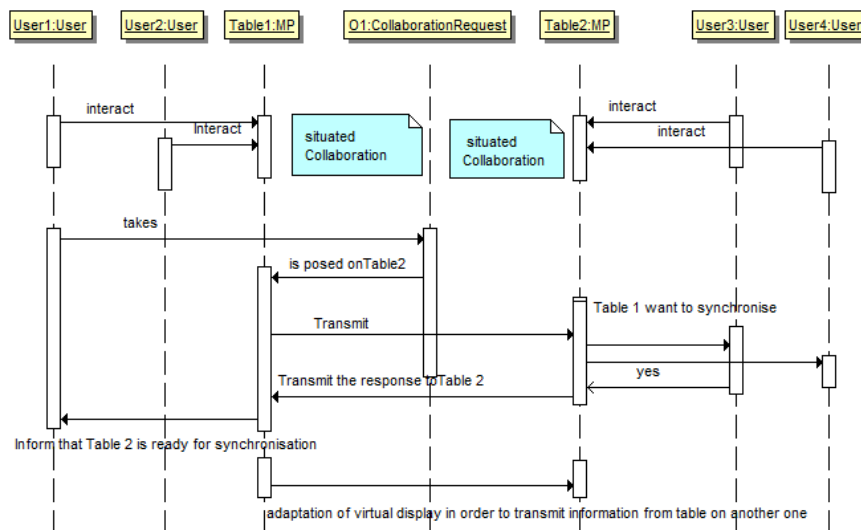 User1:User
User2:User
Table1:MP
O1:CollaborationRequest
Table2:MP
User3:User
User4:User
interact
Interact
situated
Collaboration
situated
Collaboration
interact
interact
takes
is posed onTable2
Transmit
Table 1 want to synchronise
yes
Transmit the response toTable 2
Inform that Table 2 is ready for synchronisation
adaptation of virtual display in order to transmit information from table on another one